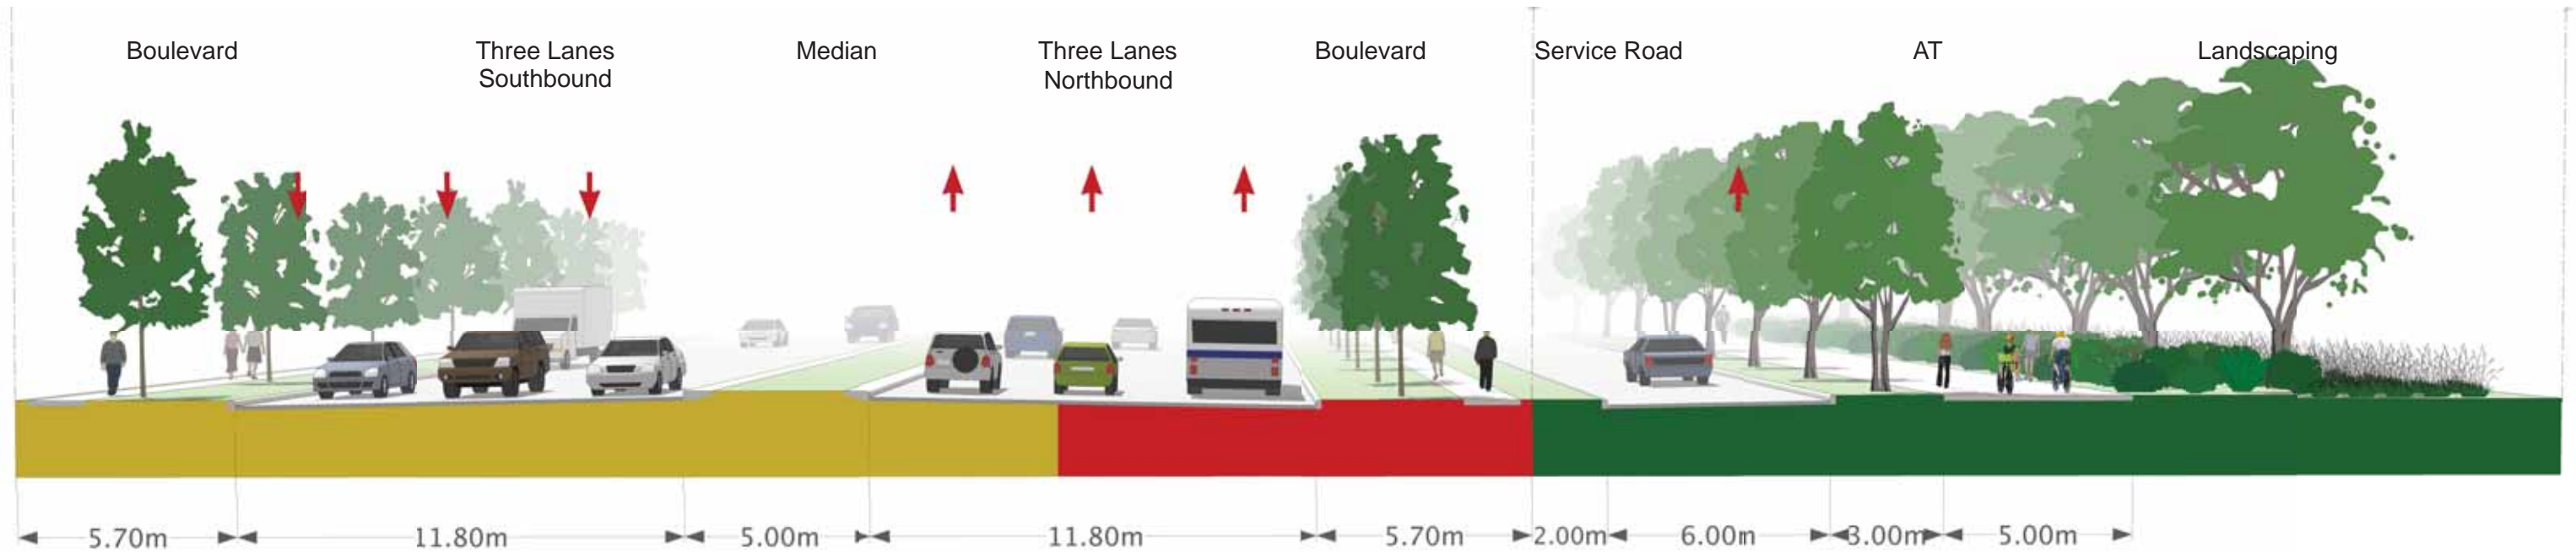 Boulevard
Three Lanes
Southbound
Median
Three Lanes
Northbound
Boulevard
Service Road
AT
Landscaping
5.70m
11.80m
5.00m
11.80m
5.70m
2.00m
6.00m
3.00m
5.00m